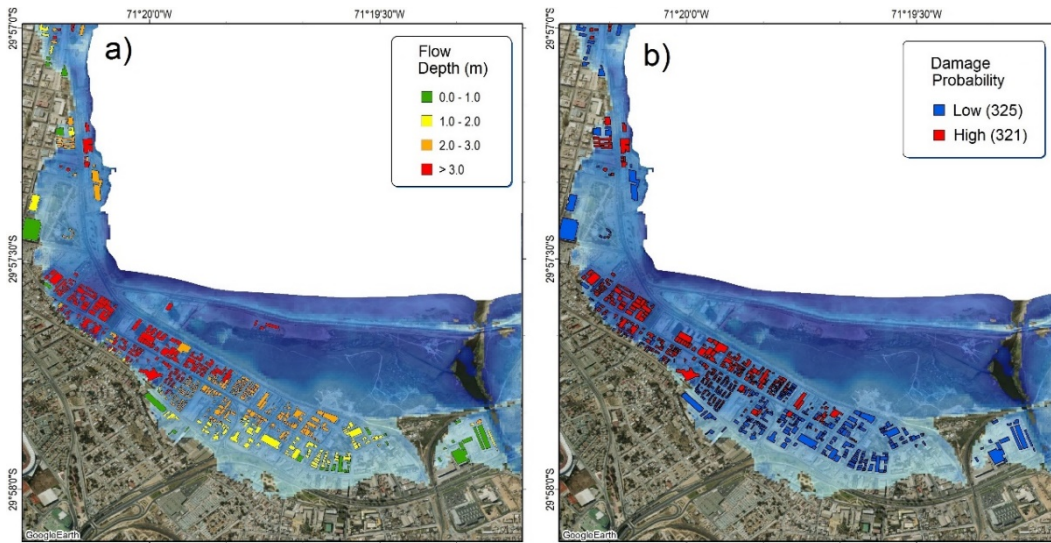 71°20'0"W
71°19'30"W
29°57'0"S
29°57'30"S
29°58'0"S
a)
Flow
Depth (m)
0.0 - 1.0
1.0 - 2.0
2.0 - 3.0
> 3.0
GoogleEarth
71°20'0"W
71°19'30"W
29°57'0"S
29°57'30"S
29°58'0"S
b)
Damage
Probability
Low (325)
High (321)
GoogleEarth